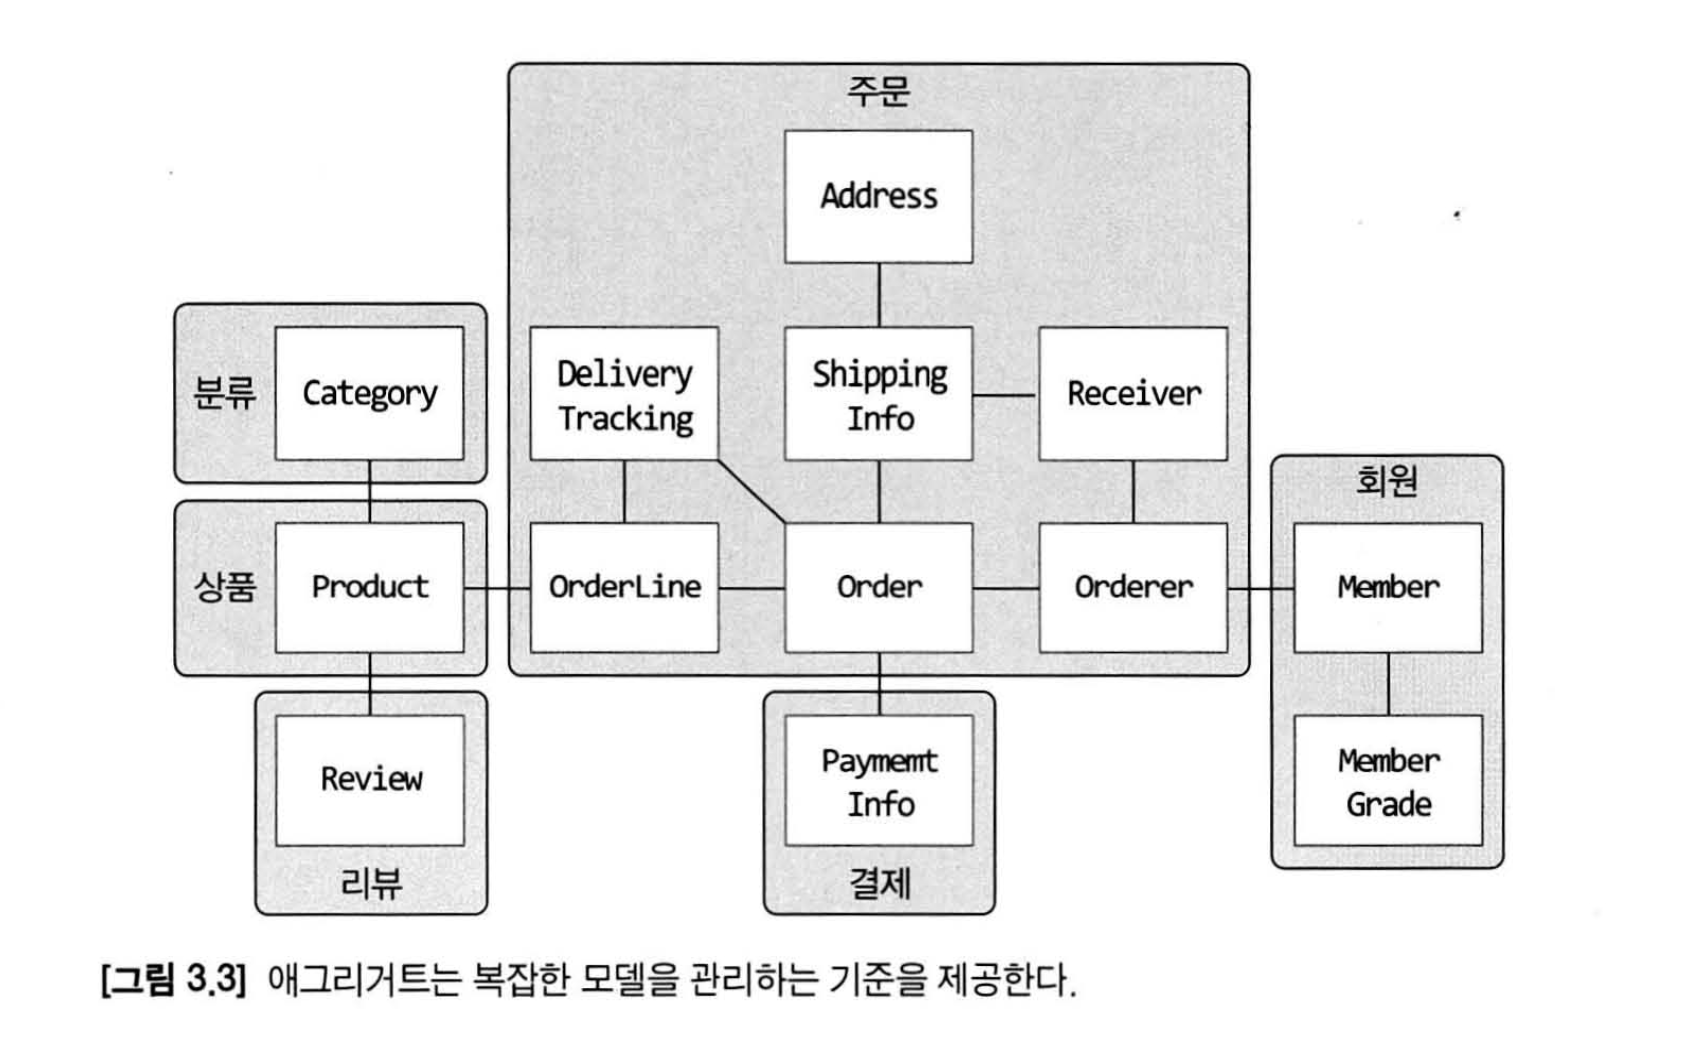 주문
Address
분류
Category
Delivery
Tracking
Shipping
Info
Receiver
회원
상품
Product
OrderLine
Order
Orderer
Member
Review
리뷰
Paymemt
Info
결제
Member
Grade
[그림 3.3] 애그리거트는 복잡한 모델을 관리하는 기준을 제공한다.